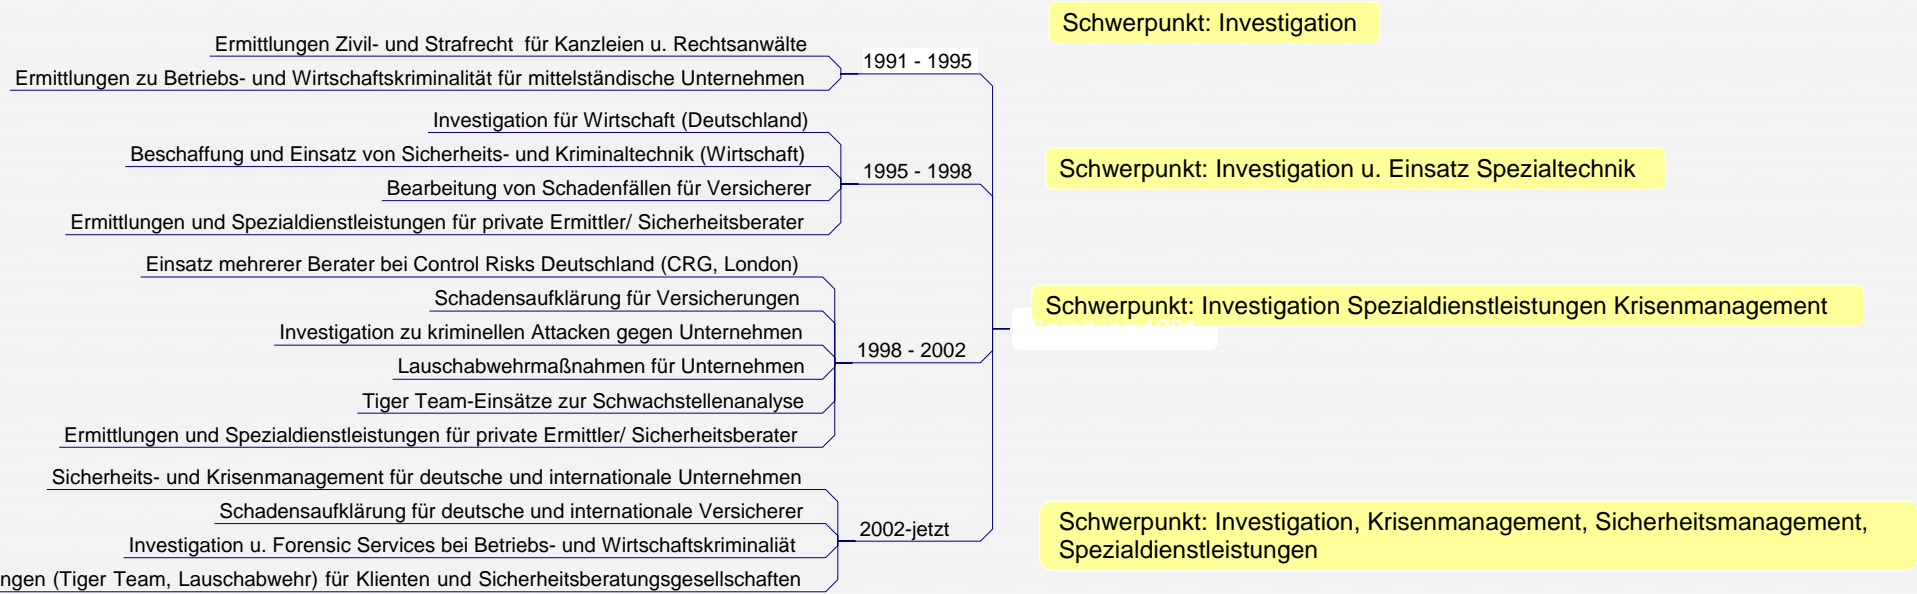 Schwerpunkt: Investigation
Ermittlungen Zivil- und Strafrecht für Kanzleien u. Rechtsanwälte
1991 - 1995
Ermittlungen zu Betriebs- und Wirtschaftskriminalität für mittelständische Unternehmen
Investigation für Wirtschaft (Deutschland)
Beschaffung und Einsatz von Sicherheits- und Kriminaltechnik (Wirtschaft)
1995 - 1998
Schwerpunkt: Investigation u. Einsatz Spezialtechnik
Bearbeitung von Schadenfällen für Versicherer
Ermittlungen und Spezialdienstleistungen für private Ermittler/ Sicherheitsberater
Einsatz mehrerer Berater bei Control Risks Deutschland (CRG, London)
Schadensaufklärung für Versicherungen
Schwerpunkt: Investigation Spezialdienstleistungen Krisenmanagement
Investigation zu kriminellen Attacken gegen Unternehmen
1998 - 2002
Lauschabwehrmaßnahmen für Unternehmen
Tiger Team-Einsätze zur Schwachstellenanalyse
Ermittlungen und Spezialdienstleistungen für private Ermittler/ Sicherheitsberater
Sicherheits- und Krisenmanagement für deutsche und internationale Unternehmen
Schadensaufklärung für deutsche und internationale Versicherer
2002-jetzt
Schwerpunkt: Investigation, Krisenmanagement, Sicherheitsmanagement,
Spezialdienstleistungen
Investigation u. Forensic Services bei Betriebs- und Wirtschaftskriminaliät
(Tiger Team, Lauschabwehr) für Klienten und Sicherheitsberatungsgesellschaften